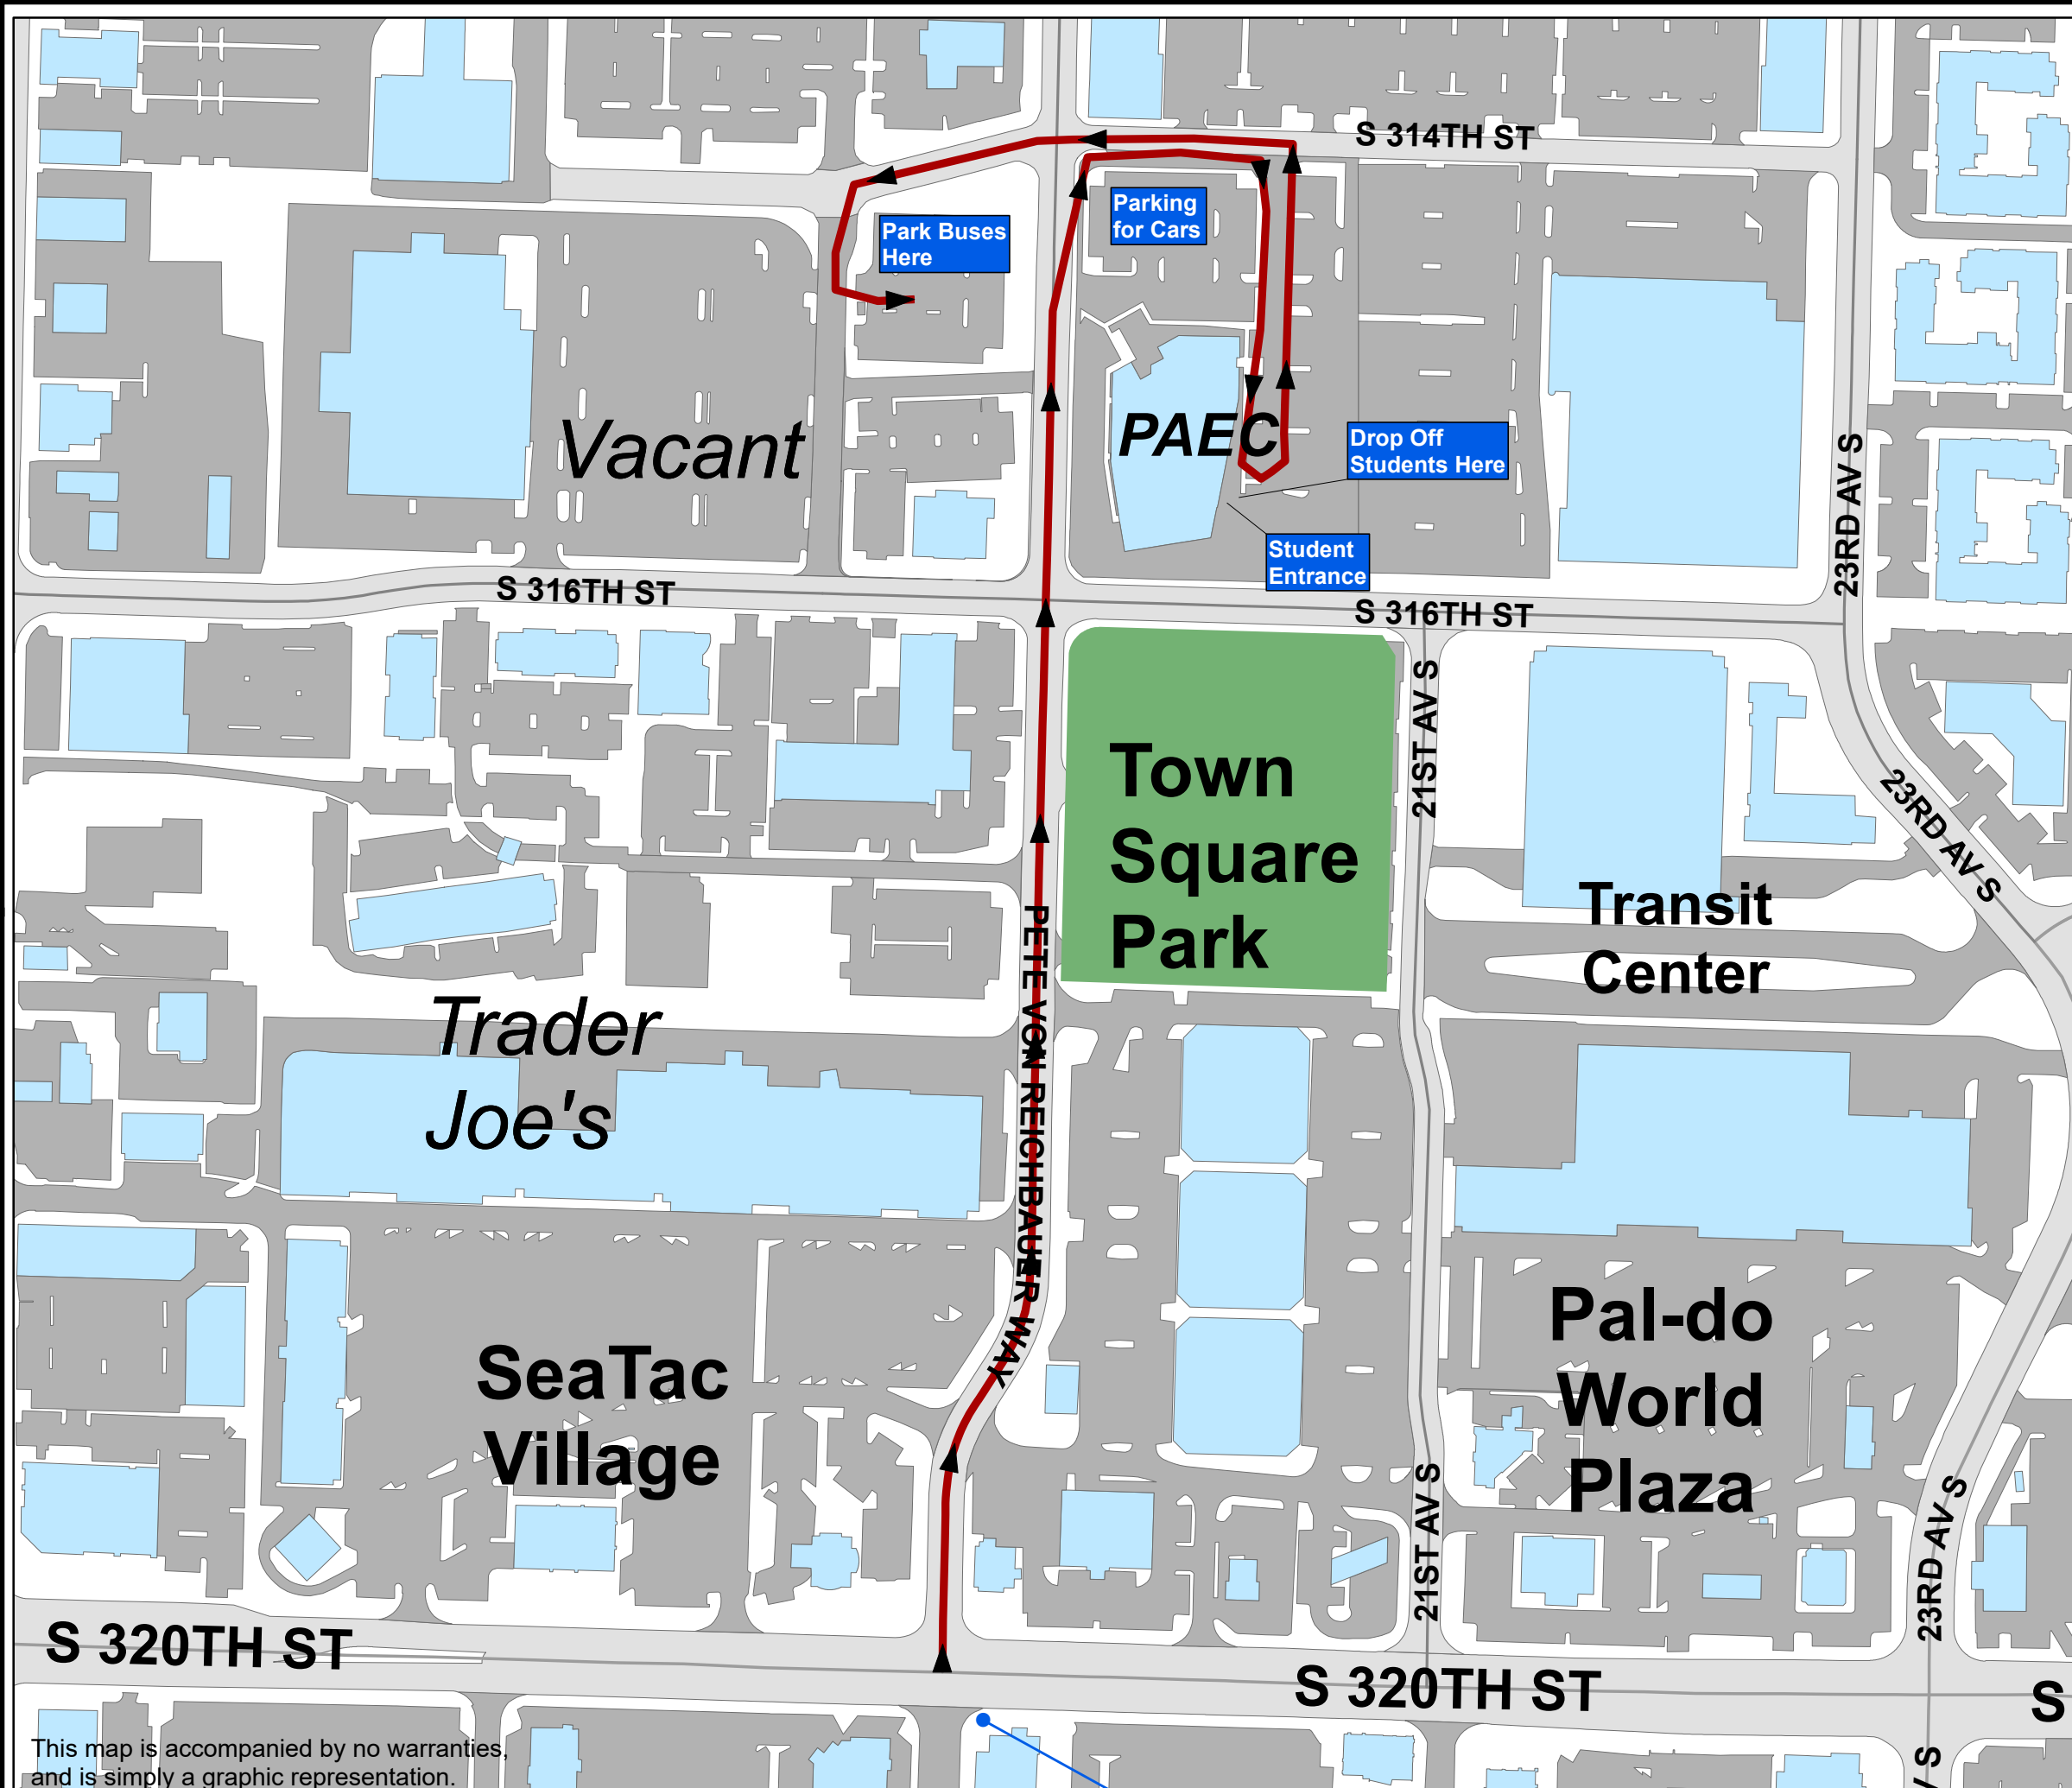 S 314TH ST
Parking
for Cars
Park Buses
Here
Vacant
PAEC
Drop Off
Students Here
Student
Entrance
23RD AV S
S 316TH ST
S 316TH ST
21ST AV S
Town
Square
Park
23RD AV S
Transit
Center
PETE VON REICHBAUER WAY
Trader
Joe's
SeaTac
Village
Pal-do
World
Plaza
21ST AV S
23RD AV S
S 320TH ST
S 320TH ST
S
This map is accompanied by no warranties,
and is simply a graphic representation.